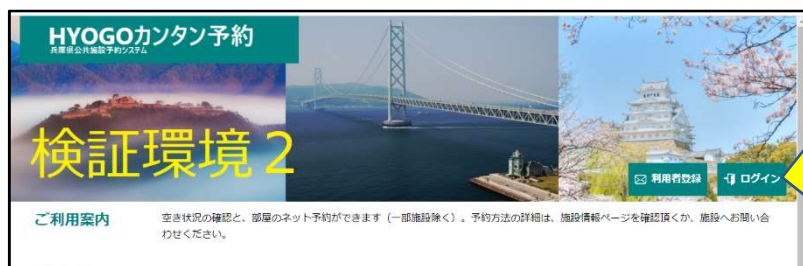 HYOGOカンタン予約
兵庫県公共施設予約システム
検証環境2
利用者登録 ログイン
ご利用案内
空き状況の確認と、部屋のネット予約ができます（一部施設除く）。予約方法の詳細は、施設情報ページを確認頂くか、施設へお問い合
わせください。